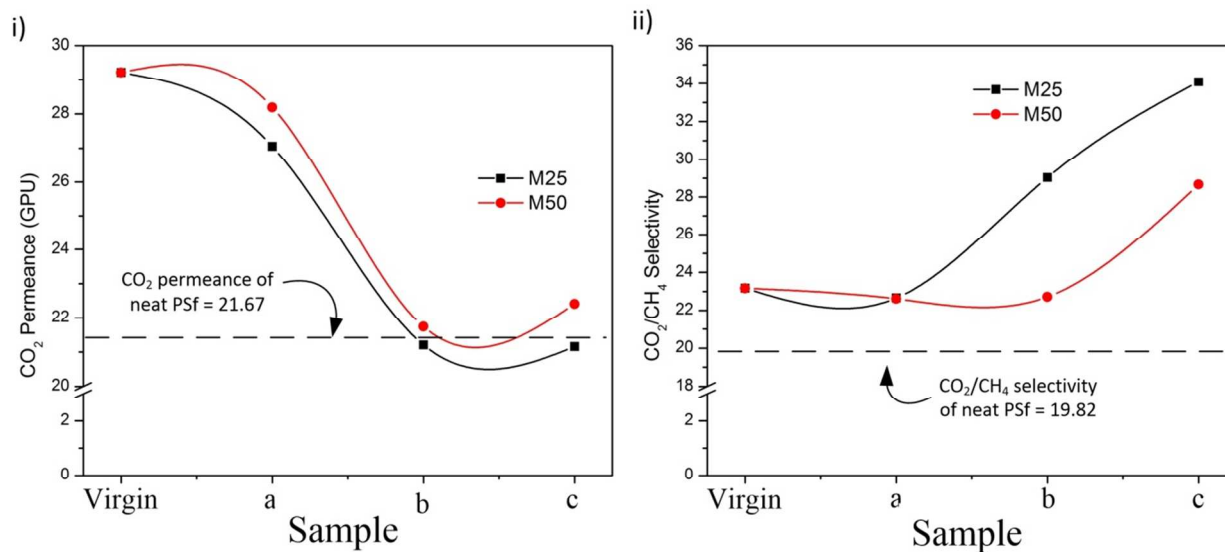 i)
30
28
26
24
22
20
2
0
CO₂ Permeance (GPU)
M25
M50
CO₂ permeance of
neat PSf = 21.67
Virgin
a
b
c
Sample
ii)
36
34
32
30
28
26
24
22
20
18
2
0
CO₂/CH₄ Selectivity
M25
M50
CO₂/CH₄ selectivity
of neat PSf = 19.82
Virgin
a
b
c
Sample